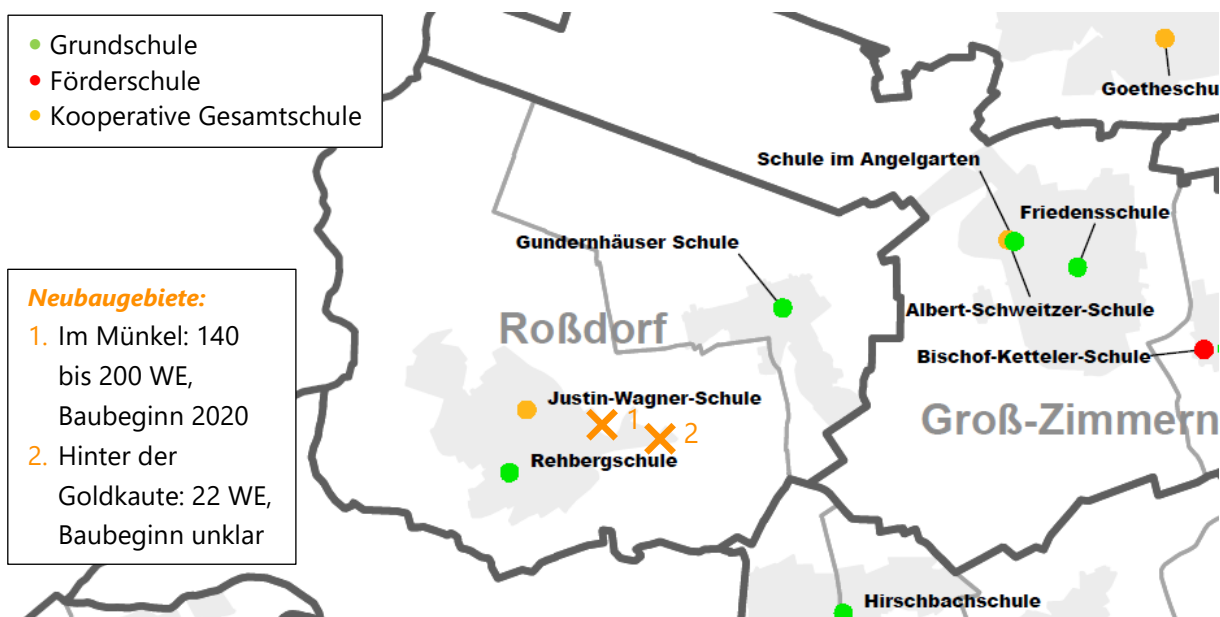 Grundschule
Förderschule
Kooperative Gesamtschule
Goetheschu
Schule im Angelgarten
Friedensschule
Gundernhäuser Schule
Albert-Schweitzer-Schule
Roßdorf
Bischof-Ketteler-Schule
Neubaugebiete:
1. Im Münkel: 140
bis 200 WE,
Baubeginn 2020
2. Hinter der
Goldkaute: 22 WE,
Baubeginn unklar
Justin-Wagner-Schule
1
2
Rehbergschule
Groß-Zimmern
Hirschbachschule